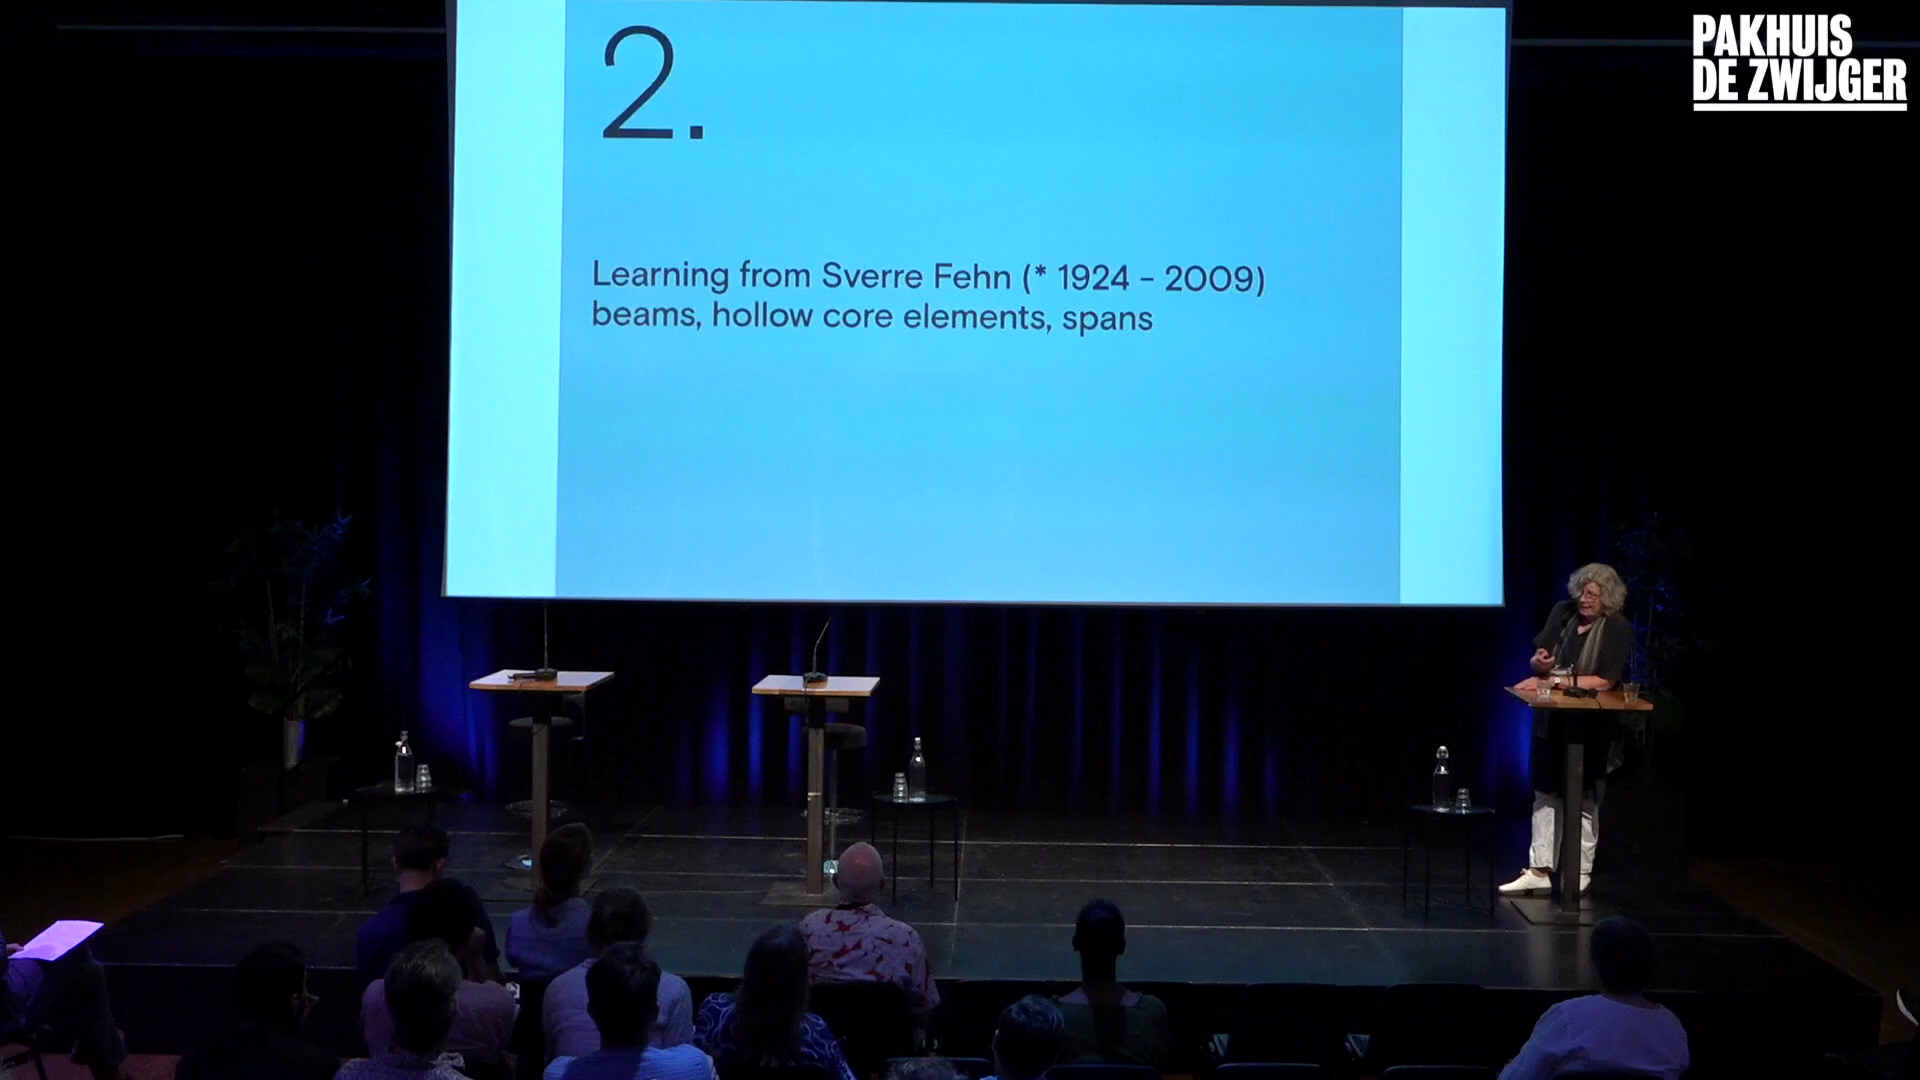 2.
Learning from Sverre Fehn (* 1924 – 2009)
beams, hollow core elements, spans
PAKHUIS
DE ZWIJGER